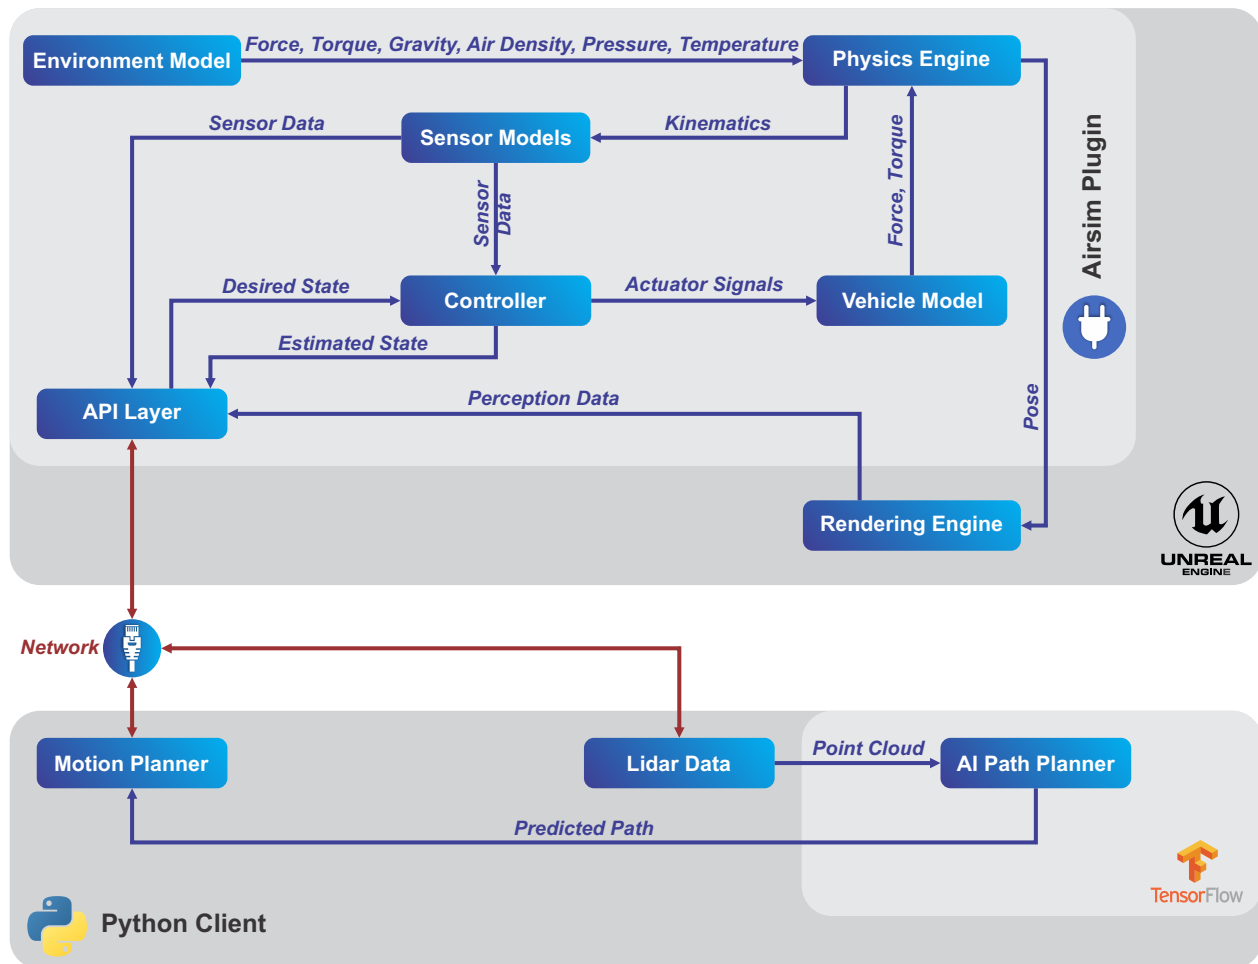 Force, Torque, Gravity, Air Density, Pressure, Temperature
Environment Model
Physics Engine
Sensor Data
Sensor Models
Kinematics
Force, Torque
Airsim Plugin
Sensor
Data
Desired State
Controller
Actuator Signals
Vehicle Model
Estimated State
API Layer
Perception Data
Pose
Rendering Engine
UNREAL
ENGINE
Network
Motion Planner
Lidar Data
Point Cloud
AI Path Planner
Predicted Path
TensorFlow
Python Client